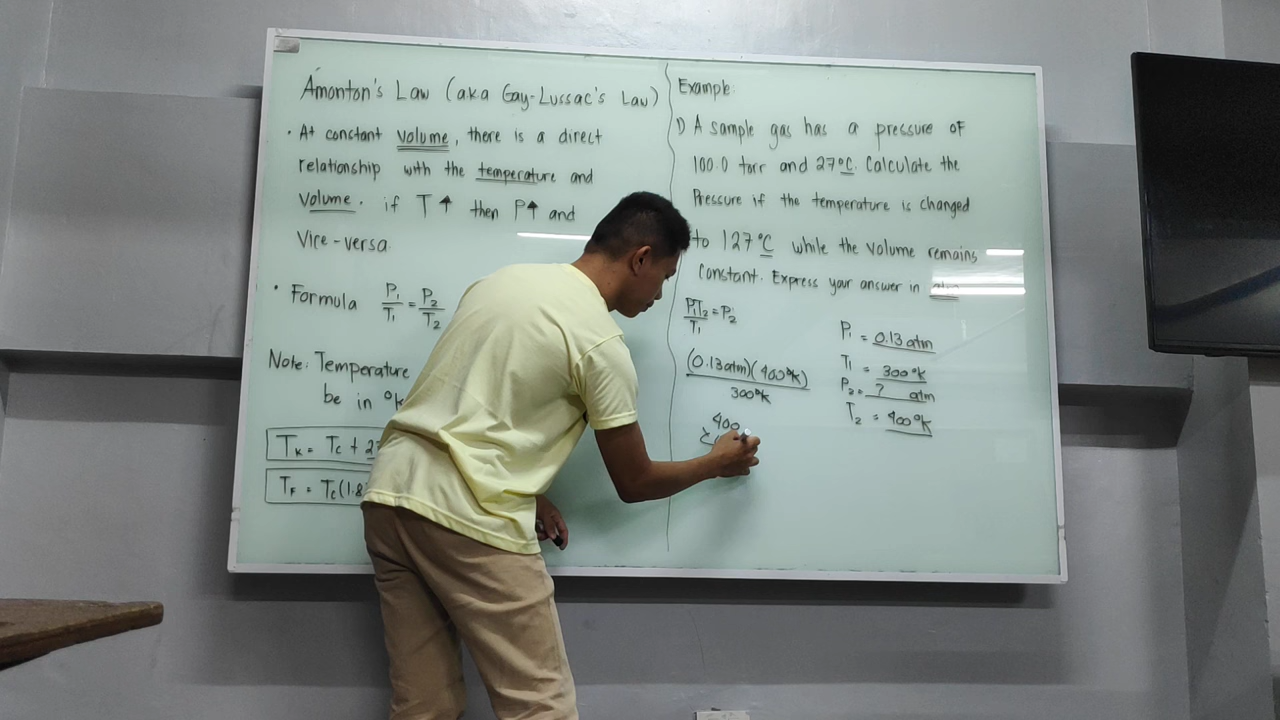 Amonton's Law (aka Gay-Lussac's Law)
• At constant volume, there is a direct
relationship with the temperature and
Volume. if T ↑ then P↑ and
Vice-versa
• Formula P₁/T₁ = P₂/T₂
Note: Temperature
be in °k
T_K = T_C + 2
T_F = T_C(1.8
Example:
1) A sample gas has a pressure of
100.0 torr and 27°C. Calculate the
Pressure if the temperature is changed
to 127°C while the volume remains
Constant. Express your answer in
P₁T₂/T₁ = P₂
(0.13 atm)(400°k)/300°k
400
P₁ = 0.13 atm
T₁ = 300°k
P₂ = ? atm
T₂ = 400°k